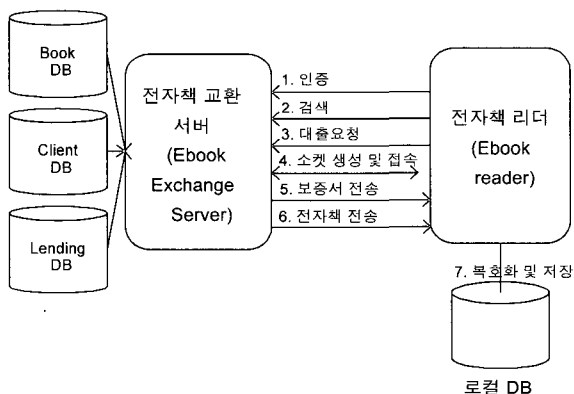 Book
DB
Client
DB
Lending
DB
전자책 교환
서버
(Ebook
Exchange
Server)
1. 인증
2. 검색
3. 대출요청
4. 소켓 생성 및 접속
5. 보증서 전송
6. 전자책 전송
전자책 리더
(Ebook
reader)
7. 복호화 및 저장
로컬 DB